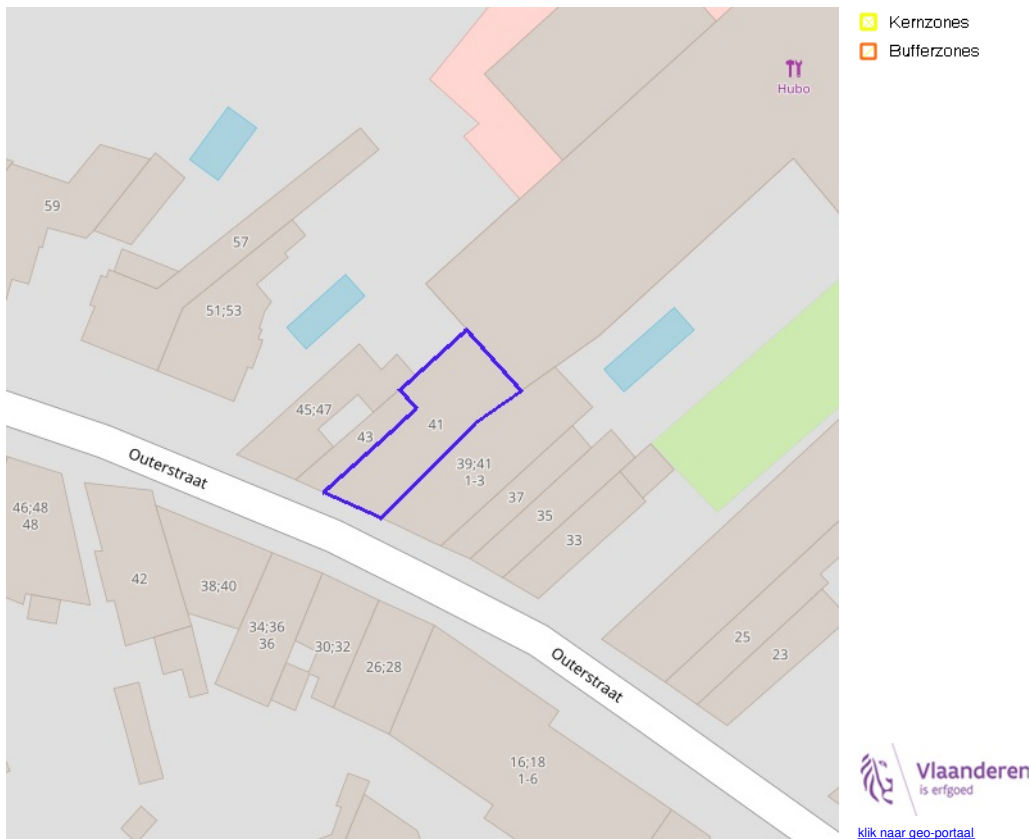 Kernzones
Bufferzones
Hubo
59
57
51;53
45;47
43
41
39;41
1-3
37
35
33
Outerstraat
46;48
48
42
38;40
34;36
36
30;32
26;28
25
23
Outerstraat
16;18
1-6
Vlaanderen
is erfgoed
klik naar geo-portaal